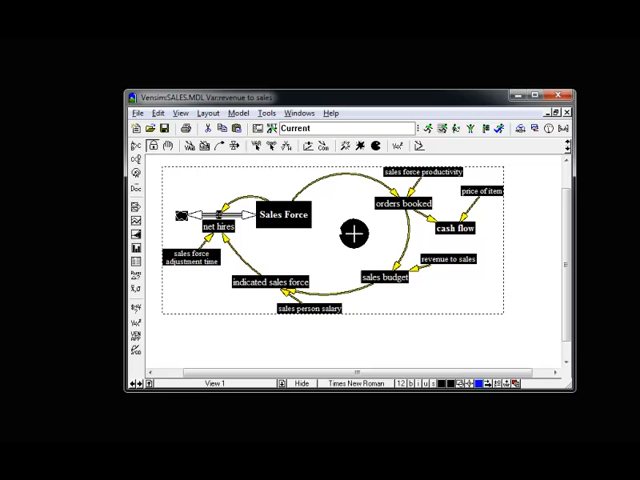 Vensim:SALES.MDL Var:revenue to sales
File Edit View Layout Model Tools Windows Help
Current
sales force productivity
price of item
orders booked
Sales Force
net hires
cash flow
sales force
adjustment time
revenue to sales
sales budget
indicated sales force
sales person salary
View 1 Hide Times New Roman 12 b i u s